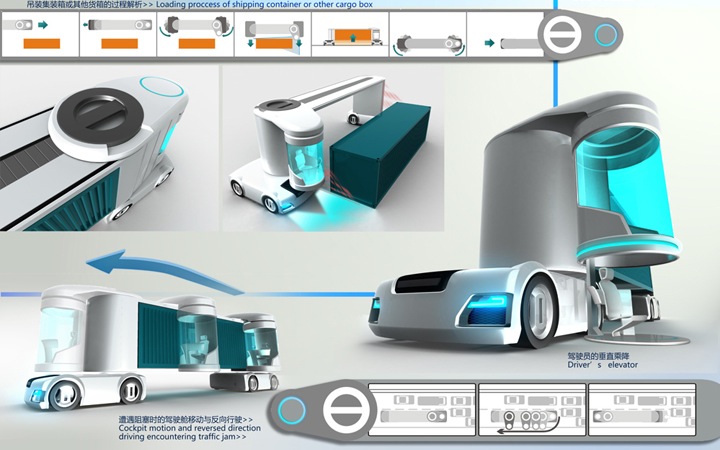 吊装集装箱或其他货箱的过程解析>> Loading proccess of shipping container or other cargo box
驾驶员的垂直乘降
Driver's elevator
遭遇阻塞时的驾驶舱移动与反向行驶>>
Cockpit motion and reversed direction
driving encountering traffic jam>>